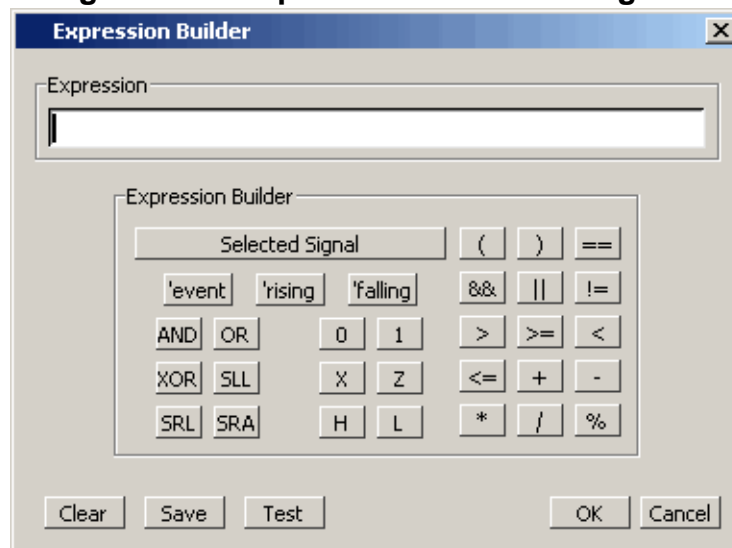 Expression Builder
Expression
Expression Builder
Selected Signal ( ) ==
'event 'rising 'falling && || !=
AND OR 0 1 > >= <
XOR SLL X Z <= + -
SRL SRA H L * / %
Clear Save Test OK Cancel